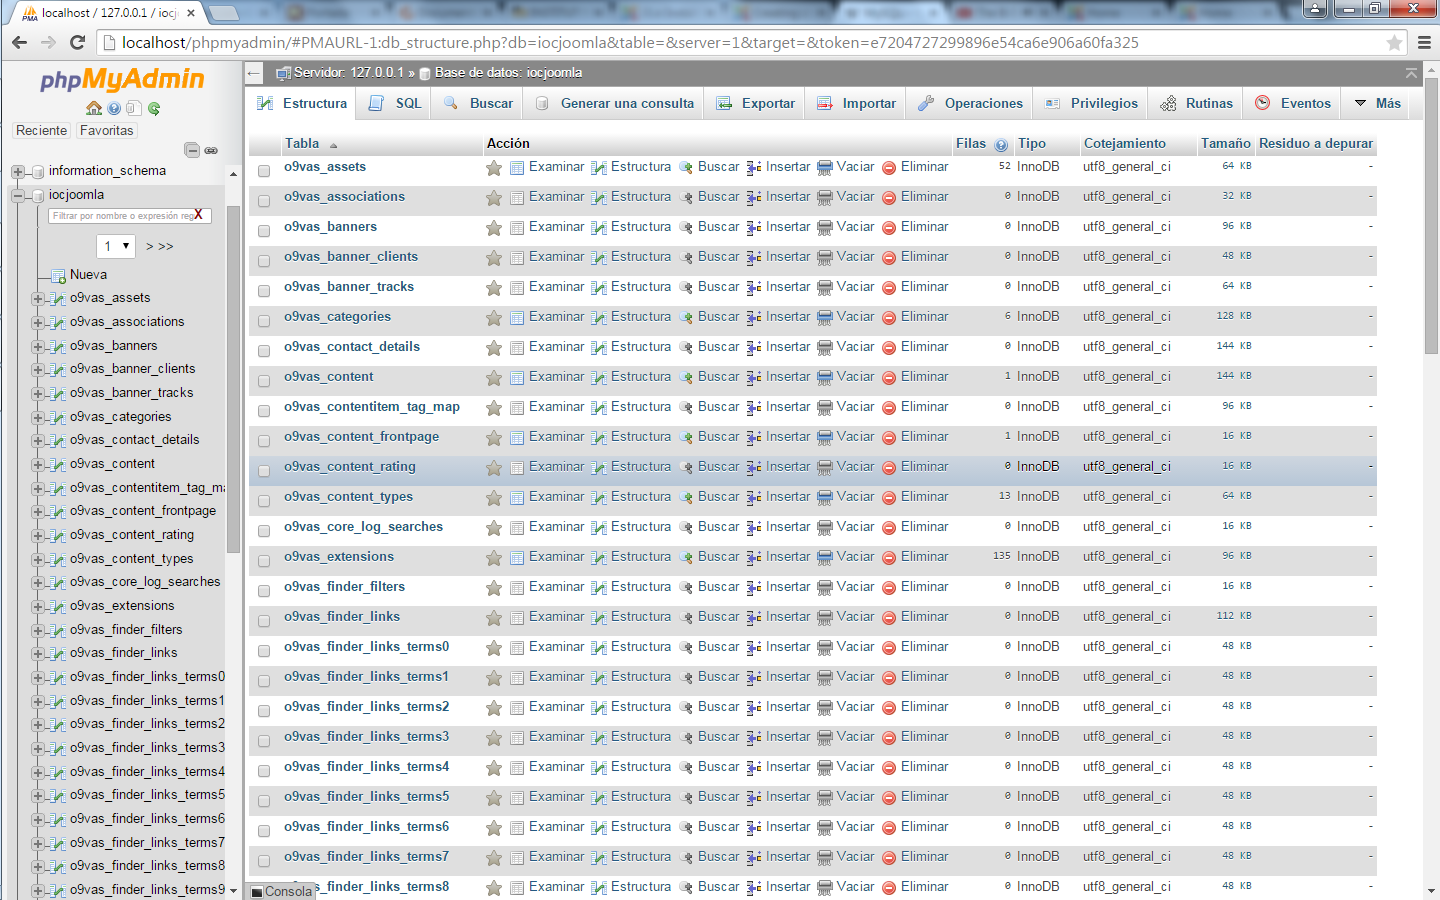 localhost / 127.0.0.1 / iocj
localhost/phpmyadmin/#PMAURL-1:db_structure.php?db=iocjoomla&table=&server=1&target=&token=e7204727299896e54ca6e906a60fa325
phpMyAdmin
Reciente Favoritas
information_schema
iocjoomla
Filtrar por nombre o expresión reg X
1 > >>
Nueva
o9vas_assets
o9vas_associations
o9vas_banners
o9vas_banner_clients
o9vas_banner_tracks
o9vas_categories
o9vas_contact_details
o9vas_content
o9vas_contentitem_tag_ma
o9vas_content_frontpage
o9vas_content_rating
o9vas_content_types
o9vas_core_log_searches
o9vas_extensions
o9vas_finder_filters
o9vas_finder_links
o9vas_finder_links_terms0
o9vas_finder_links_terms1
o9vas_finder_links_terms2
o9vas_finder_links_terms3
o9vas_finder_links_terms4
o9vas_finder_links_terms5
o9vas_finder_links_terms6
o9vas_finder_links_terms7
o9vas_finder_links_terms8
o9vas_finder_links_terms9
Servidor: 127.0.0.1 » Base de datos: iocjoomla
Estructura SQL Buscar Generar una consulta Exportar Importar Operaciones Privilegios Rutinas Eventos Más
Tabla Acción Filas Tipo Cotejamiento Tamaño Residuo a depurar
o9vas_assets Examinar Estructura Buscar Insertar Vaciar Eliminar 52 InnoDB utf8_general_ci 64 KB -
o9vas_associations Examinar Estructura Buscar Insertar Vaciar Eliminar 0 InnoDB utf8_general_ci 32 KB -
o9vas_banners Examinar Estructura Buscar Insertar Vaciar Eliminar 0 InnoDB utf8_general_ci 96 KB -
o9vas_banner_clients Examinar Estructura Buscar Insertar Vaciar Eliminar 0 InnoDB utf8_general_ci 48 KB -
o9vas_banner_tracks Examinar Estructura Buscar Insertar Vaciar Eliminar 0 InnoDB utf8_general_ci 64 KB -
o9vas_categories Examinar Estructura Buscar Insertar Vaciar Eliminar 6 InnoDB utf8_general_ci 128 KB -
o9vas_contact_details Examinar Estructura Buscar Insertar Vaciar Eliminar 0 InnoDB utf8_general_ci 144 KB -
o9vas_content Examinar Estructura Buscar Insertar Vaciar Eliminar 1 InnoDB utf8_general_ci 144 KB -
o9vas_contentitem_tag_map Examinar Estructura Buscar Insertar Vaciar Eliminar 0 InnoDB utf8_general_ci 96 KB -
o9vas_content_frontpage Examinar Estructura Buscar Insertar Vaciar Eliminar 1 InnoDB utf8_general_ci 16 KB -
o9vas_content_rating Examinar Estructura Buscar Insertar Vaciar Eliminar 0 InnoDB utf8_general_ci 16 KB -
o9vas_content_types Examinar Estructura Buscar Insertar Vaciar Eliminar 13 InnoDB utf8_general_ci 64 KB -
o9vas_core_log_searches Examinar Estructura Buscar Insertar Vaciar Eliminar 0 InnoDB utf8_general_ci 16 KB -
o9vas_extensions Examinar Estructura Buscar Insertar Vaciar Eliminar 135 InnoDB utf8_general_ci 96 KB -
o9vas_finder_filters Examinar Estructura Buscar Insertar Vaciar Eliminar 0 InnoDB utf8_general_ci 16 KB -
o9vas_finder_links Examinar Estructura Buscar Insertar Vaciar Eliminar 0 InnoDB utf8_general_ci 112 KB -
o9vas_finder_links_terms0 Examinar Estructura Buscar Insertar Vaciar Eliminar 0 InnoDB utf8_general_ci 48 KB -
o9vas_finder_links_terms1 Examinar Estructura Buscar Insertar Vaciar Eliminar 0 InnoDB utf8_general_ci 48 KB -
o9vas_finder_links_terms2 Examinar Estructura Buscar Insertar Vaciar Eliminar 0 InnoDB utf8_general_ci 48 KB -
o9vas_finder_links_terms3 Examinar Estructura Buscar Insertar Vaciar Eliminar 0 InnoDB utf8_general_ci 48 KB -
o9vas_finder_links_terms4 Examinar Estructura Buscar Insertar Vaciar Eliminar 0 InnoDB utf8_general_ci 48 KB -
o9vas_finder_links_terms5 Examinar Estructura Buscar Insertar Vaciar Eliminar 0 InnoDB utf8_general_ci 48 KB -
o9vas_finder_links_terms6 Examinar Estructura Buscar Insertar Vaciar Eliminar 0 InnoDB utf8_general_ci 48 KB -
o9vas_finder_links_terms7 Examinar Estructura Buscar Insertar Vaciar Eliminar 0 InnoDB utf8_general_ci 48 KB -
s_finder_links_terms8 Examinar Estructura Buscar Insertar Vaciar Eliminar 0 InnoDB utf8_general_ci 48 KB -
Consola